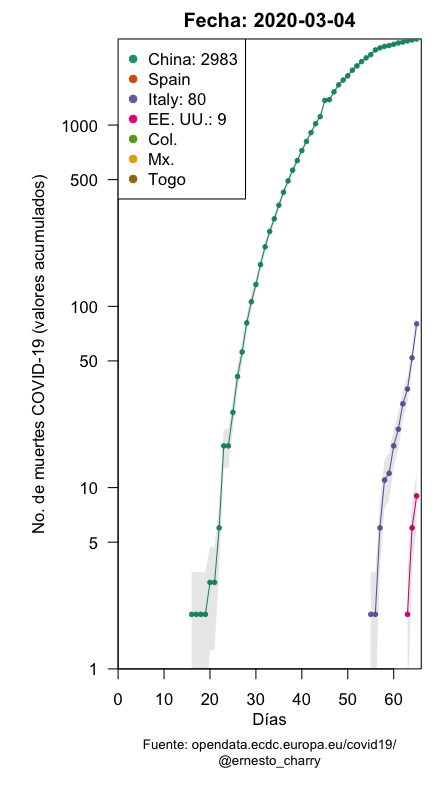 Fecha: 2020-03-04
China: 2983
Spain
Italy: 80
EE. UU.: 9
Col.
Mx.
Togo
No. de muertes COVID-19 (valores acumulados)
1000
500
100
50
10
5
1
0 10 20 30 40 50 60
Días
Fuente: opendata.ecdc.europa.eu/covid19/
@ernesto_charry